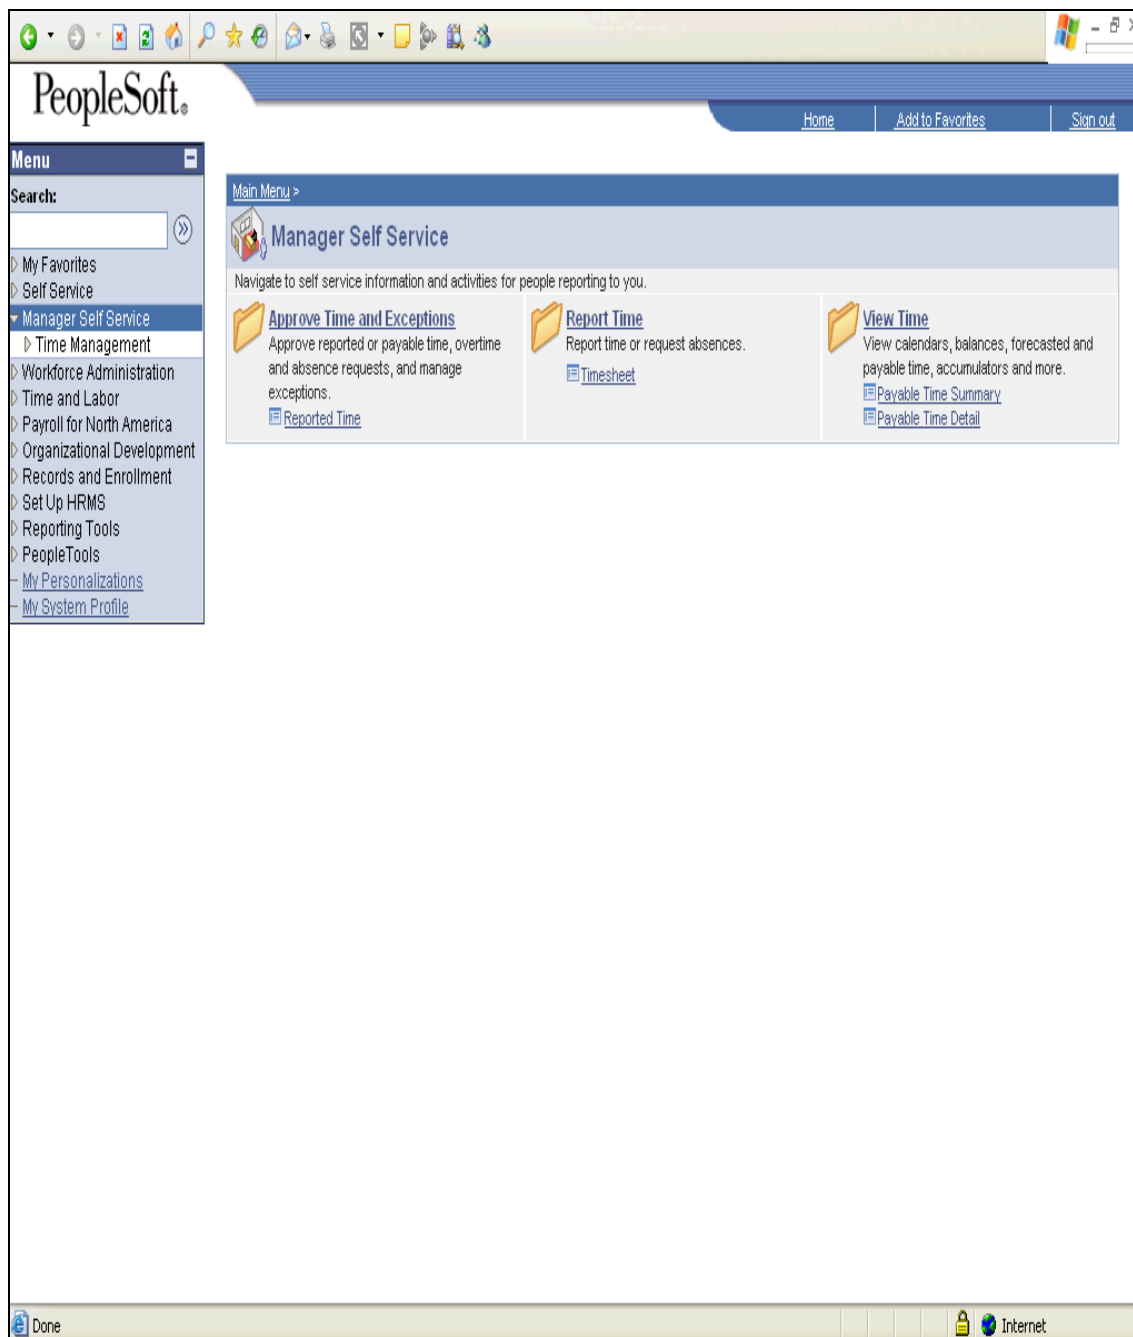 PeopleSoft®
Home
Add to Favorites
Sign out
Menu
Search:
My Favorites
Self Service
Manager Self Service
Time Management
Workforce Administration
Time and Labor
Payroll for North America
Organizational Development
Records and Enrollment
Set Up HRMS
Reporting Tools
PeopleTools
My Personalizations
My System Profile
Main Menu >
Manager Self Service
Navigate to self service information and activities for people reporting to you.
Approve Time and Exceptions
Approve reported or payable time, overtime
and absence requests, and manage
exceptions.
Reported Time
Report Time
Report time or request absences.
Timesheet
View Time
View calendars, balances, forecasted and
payable time, accumulators and more.
Payable Time Summary
Payable Time Detail
Done
Internet